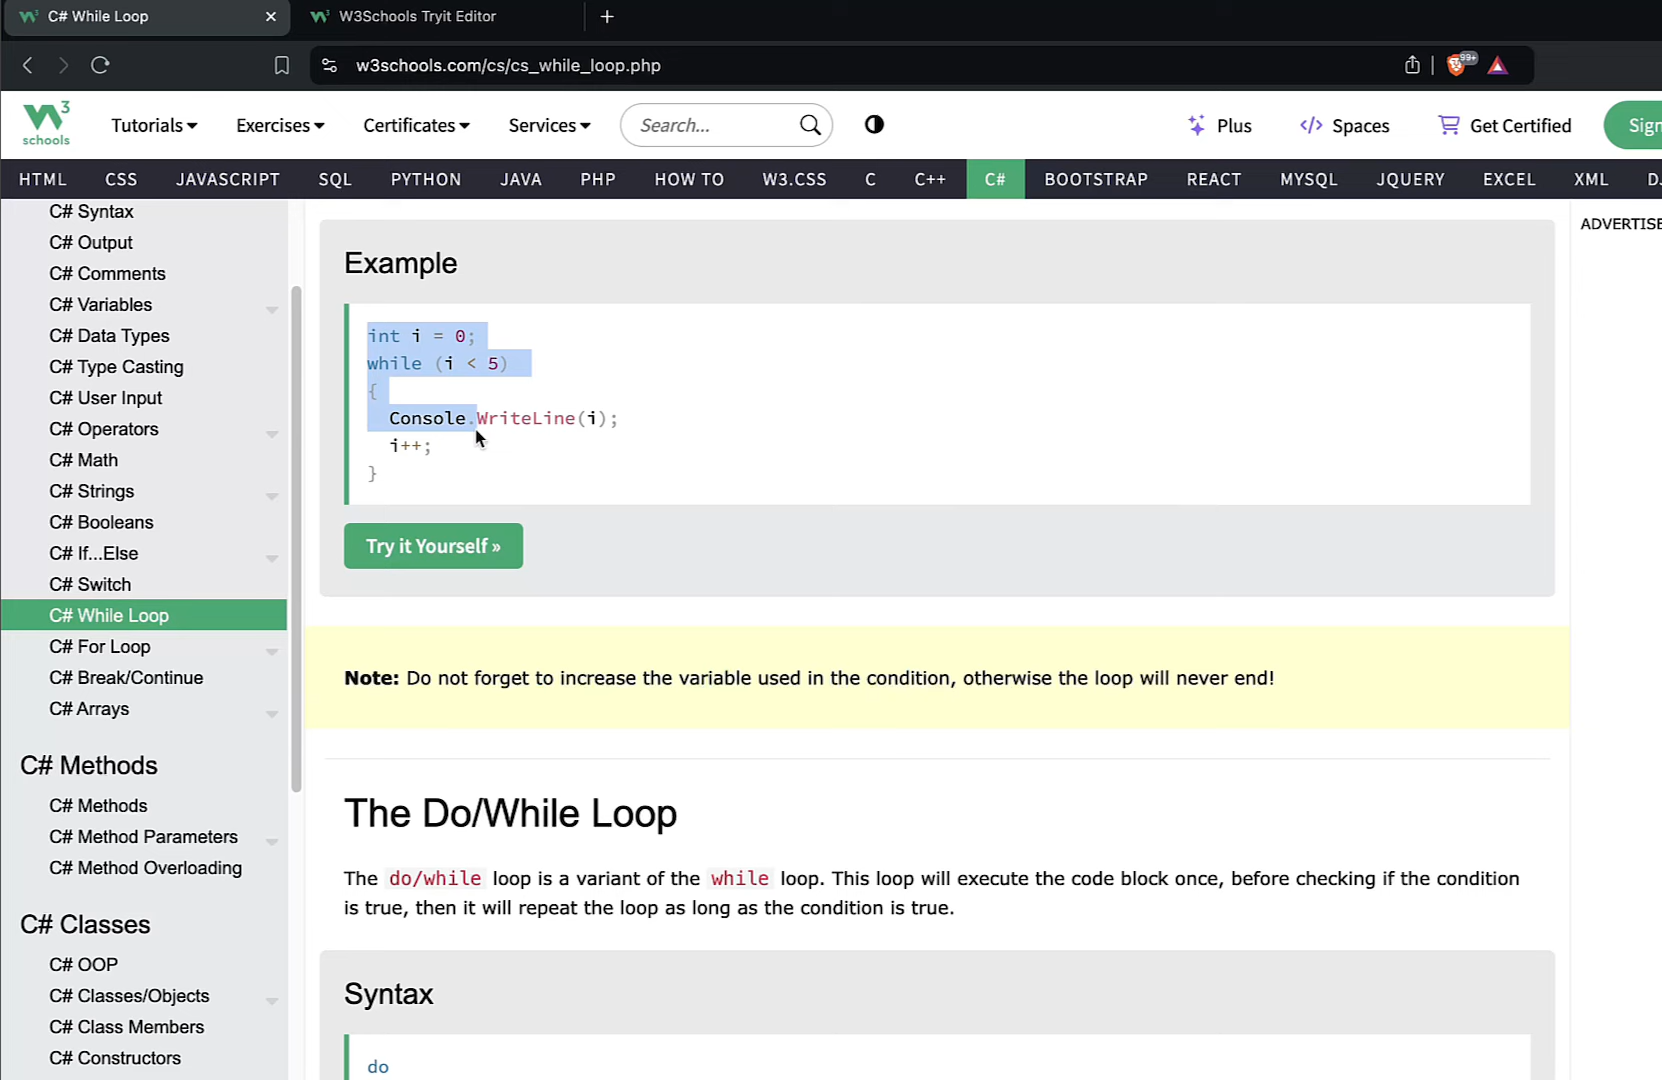 C# While Loop
W3Schools Tryit Editor
w3schools.com/cs/cs_while_loop.php
99+
3
schools
Tutorials
Exercises
Certificates
Services
Search...
Plus
</> Spaces
Get Certified
Sign
HTML CSS JAVASCRIPT SQL PYTHON JAVA PHP HOW TO W3.CSS C C++ C# BOOTSTRAP REACT MYSQL JQUERY EXCEL XML
C# Syntax
C# Output
C# Comments
C# Variables
C# Data Types
C# Type Casting
C# User Input
C# Operators
C# Math
C# Strings
C# Booleans
C# If...Else
C# Switch
C# While Loop
C# For Loop
C# Break/Continue
C# Arrays
C# Methods
C# Methods
C# Method Parameters
C# Method Overloading
C# Classes
C# OOP
C# Classes/Objects
C# Class Members
C# Constructors
Example
int i = 0;
while (i < 5)
{
Console.WriteLine(i);
i++;
}
Try it Yourself »
Note: Do not forget to increase the variable used in the condition, otherwise the loop will never end!
The Do/While Loop
The do/while loop is a variant of the while loop. This loop will execute the code block once, before checking if the condition
is true, then it will repeat the loop as long as the condition is true.
Syntax
do
ADVERTISE